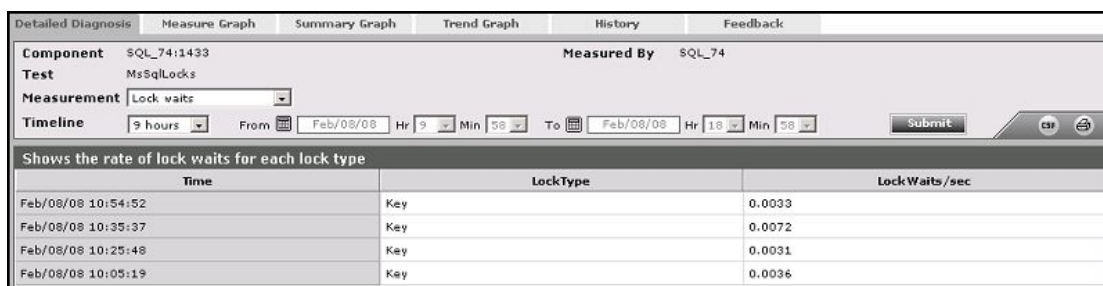 Detailed Diagnosis Measure Graph Summary Graph Trend Graph History Feedback
Component SQL_74:1433 Measured By SQL_74
Test MsSqlLocks
Measurement Lock waits
Timeline 9 hours From Feb/08/08 Hr 9 Min 58 To Feb/08/08 Hr 18 Min 58 Submit CSV
Shows the rate of lock waits for each lock type
Time LockType LockWaits/sec
Feb/08/08 10:54:52 Key 0.0033
Feb/08/08 10:35:37 Key 0.0072
Feb/08/08 10:25:48 Key 0.0031
Feb/08/08 10:05:19 Key 0.0036